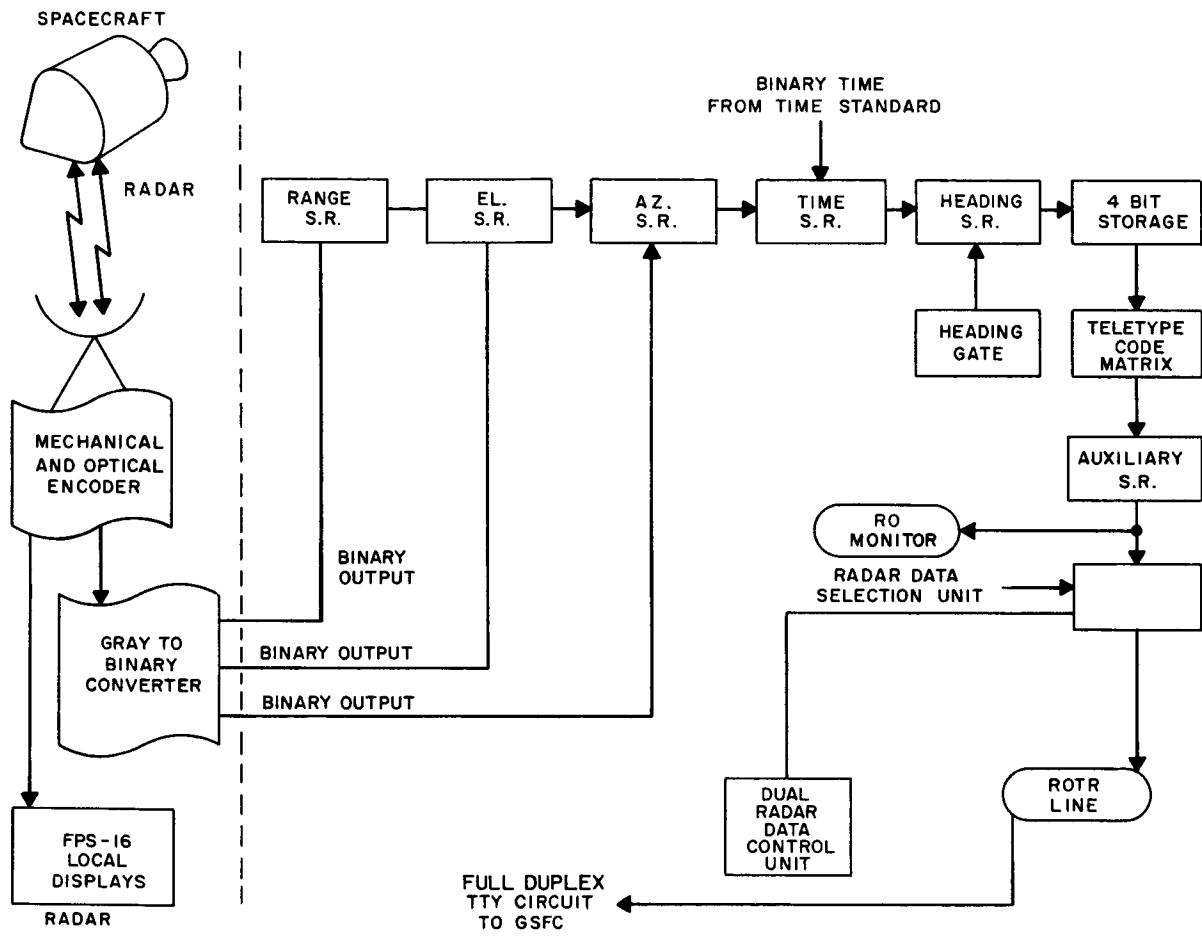 SPACECRAFT
RADAR
BINARY TIME
FROM TIME STANDARD
RANGE
S.R.
EL.
S.R.
AZ.
S.R.
TIME
S.R.
HEADING
S.R.
4 BIT
STORAGE
HEADING
GATE
TELETYPE
CODE
MATRIX
MECHANICAL
AND OPTICAL
ENCODER
AUXILIARY
S.R.
RO
MONITOR
BINARY
OUTPUT
RADAR DATA
SELECTION UNIT
GRAY TO
BINARY
CONVERTER
BINARY OUTPUT
BINARY OUTPUT
DUAL
RADAR
DATA
CONTROL
UNIT
ROTR
LINE
FPS-16
LOCAL
DISPLAYS
RADAR
FULL DUPLEX
TTY CIRCUIT
TO GSFC